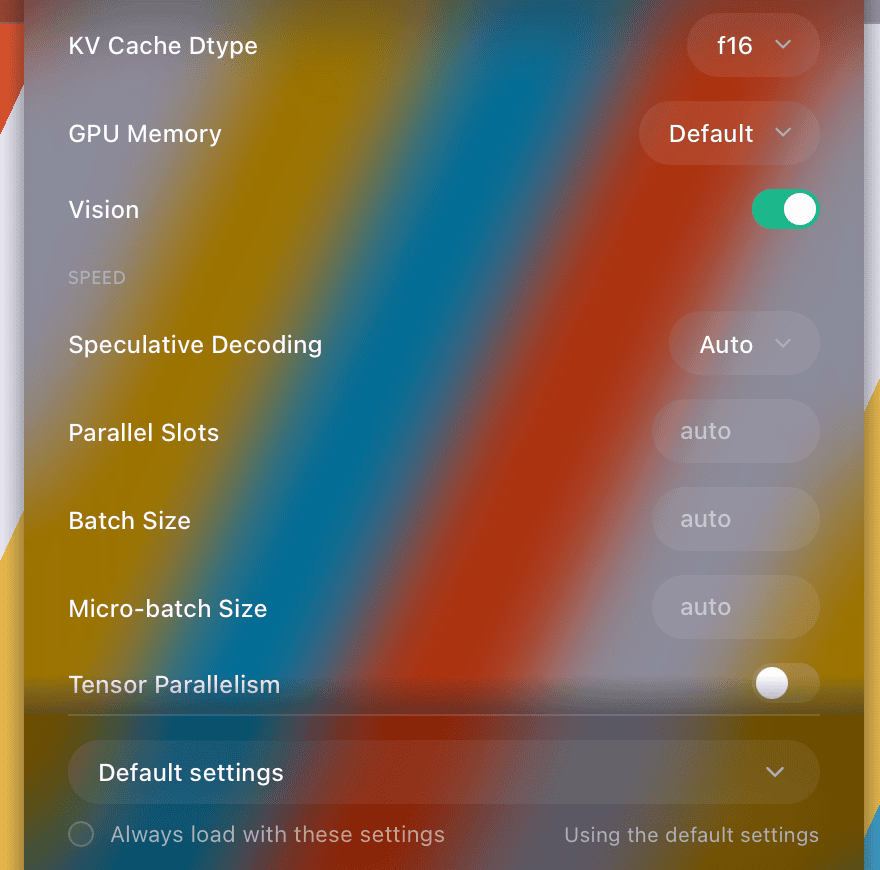 KV Cache Dtype f16
GPU Memory Default
Vision
SPEED
Speculative Decoding Auto
Parallel Slots auto
Batch Size auto
Micro-batch Size auto
Tensor Parallelism
Default settings
Always load with these settings Using the default settings